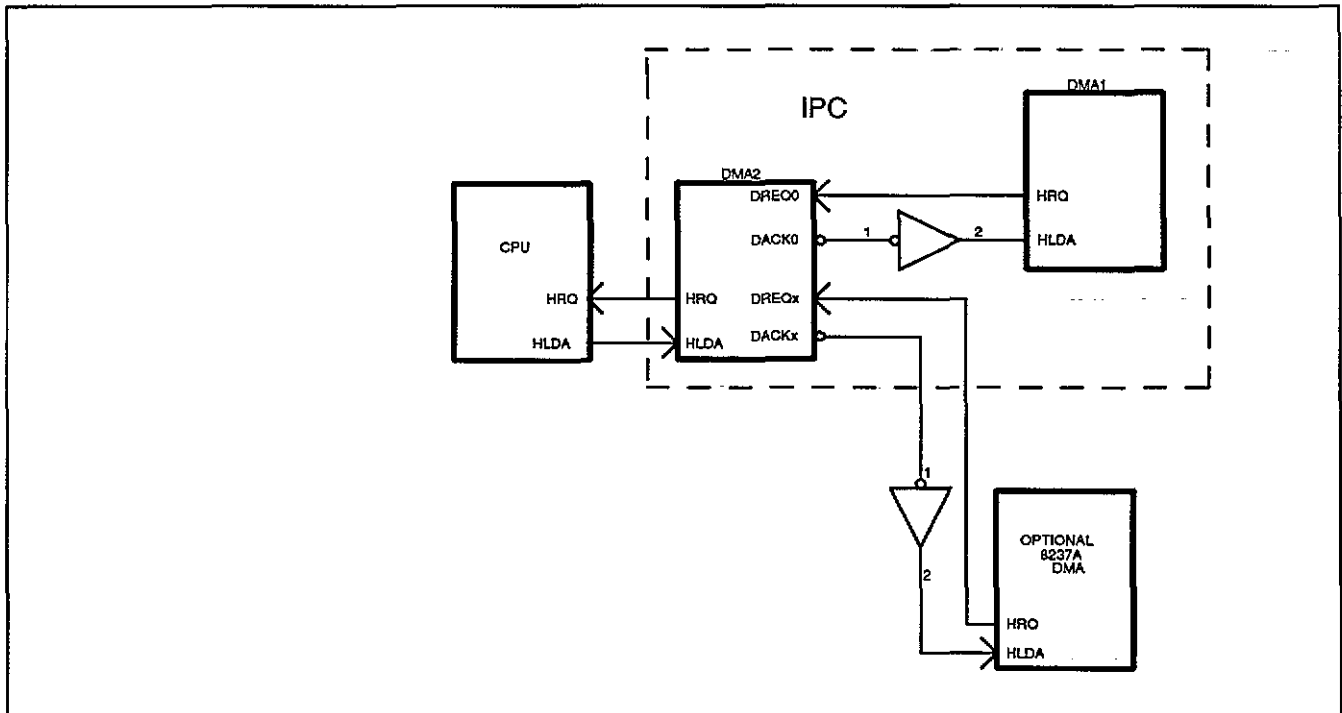 IPC
DMA1
HRQ
HLDA
DMA2
DREQ0
DACK0
DREQx
DACKx
HRQ
HLDA
1
2
CPU
HRQ
HLDA
1
2
OPTIONAL
8237A
DMA
HRQ
HLDA